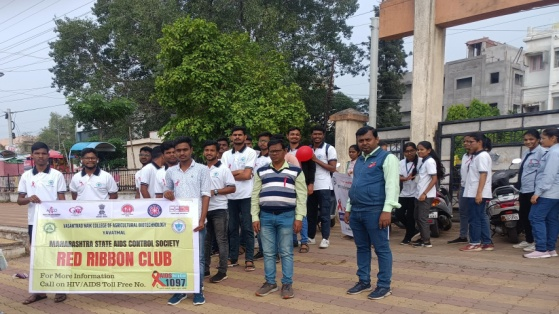 VASANTRAO NAIK COLLEGE OF AGRICULTURAL BIOTECHNOLOGY
YAVATMAL
MAHARASHTRA STATE AIDS CONTROL SOCIETY
RED RIBBON CLUB
For More Information
Call on HIV/AIDS Toll Free No.
1097